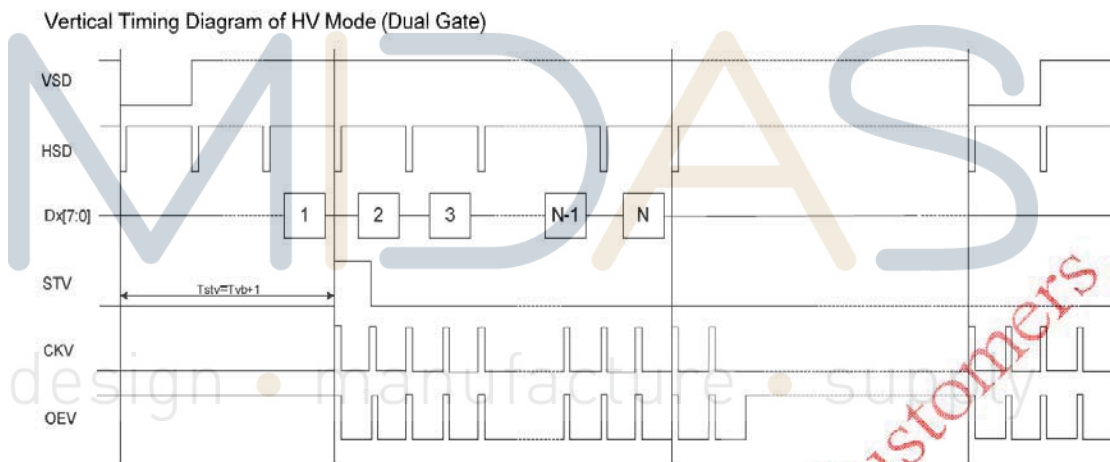 Vertical Timing Diagram of HV Mode (Dual Gate)
MIDAS
VSD
HSD
Dx[7:0]
1
2
3
N-1
N
STV
Tstv=Tvb+1
CKV
design • manufacture • supply
OEV